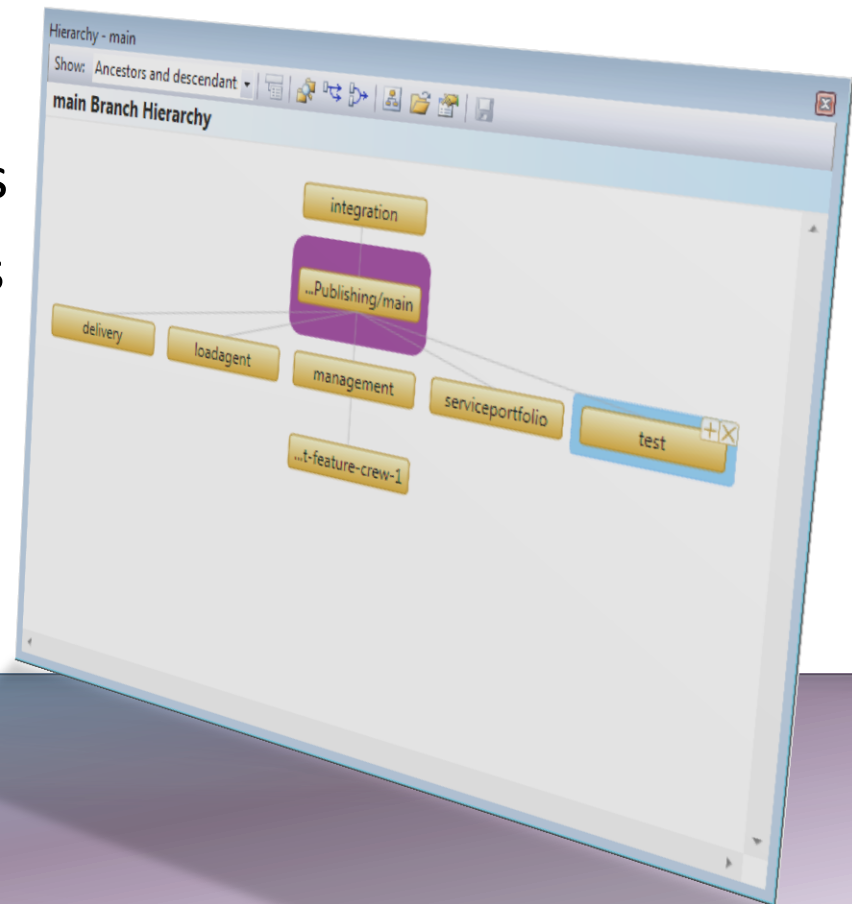 Hierarchy - main
Show: Ancestors and descendant
main Branch Hierarchy
s
s
integration
...Publishing/main
delivery
loadagent
management
serviceportfolio
test
...t-feature-crew-1